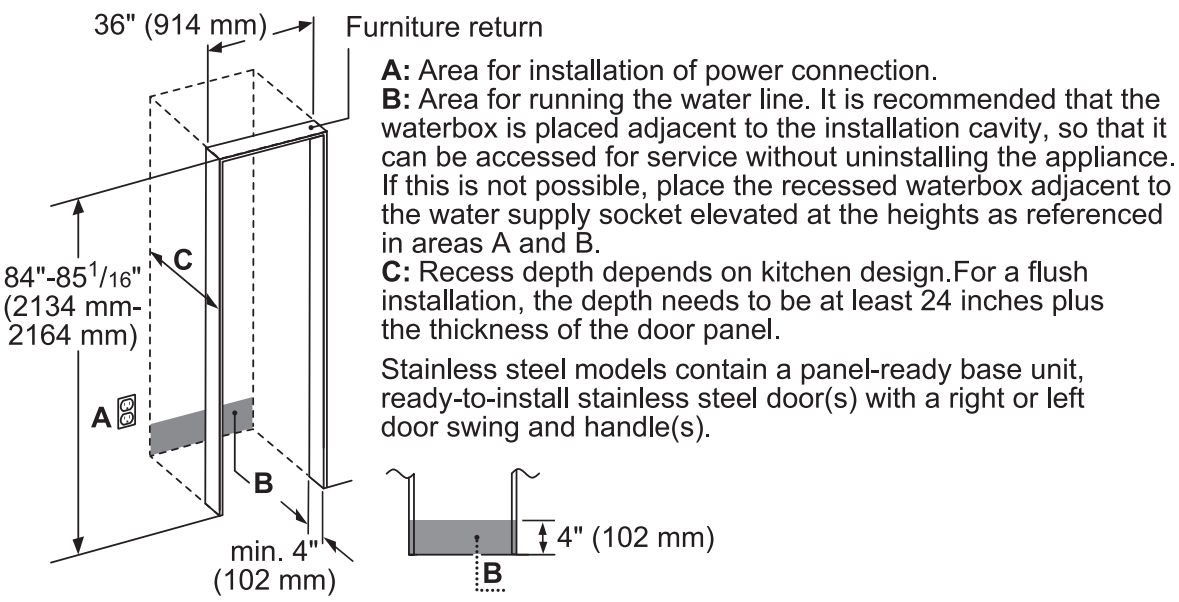 36" (914 mm)
Furniture return
A: Area for installation of power connection.
B: Area for running the water line. It is recommended that the
waterbox is placed adjacent to the installation cavity, so that it
can be accessed for service without uninstalling the appliance.
If this is not possible, place the recessed waterbox adjacent to
the water supply socket elevated at the heights as referenced
in areas A and B.
C: Recess depth depends on kitchen design.For a flush
installation, the depth needs to be at least 24 inches plus
the thickness of the door panel.
Stainless steel models contain a panel-ready base unit,
ready-to-install stainless steel door(s) with a right or left
door swing and handle(s).
C
84"-85 1/16"
(2134 mm-
2164 mm)
A
B
min. 4"
(102 mm)
4" (102 mm)
B